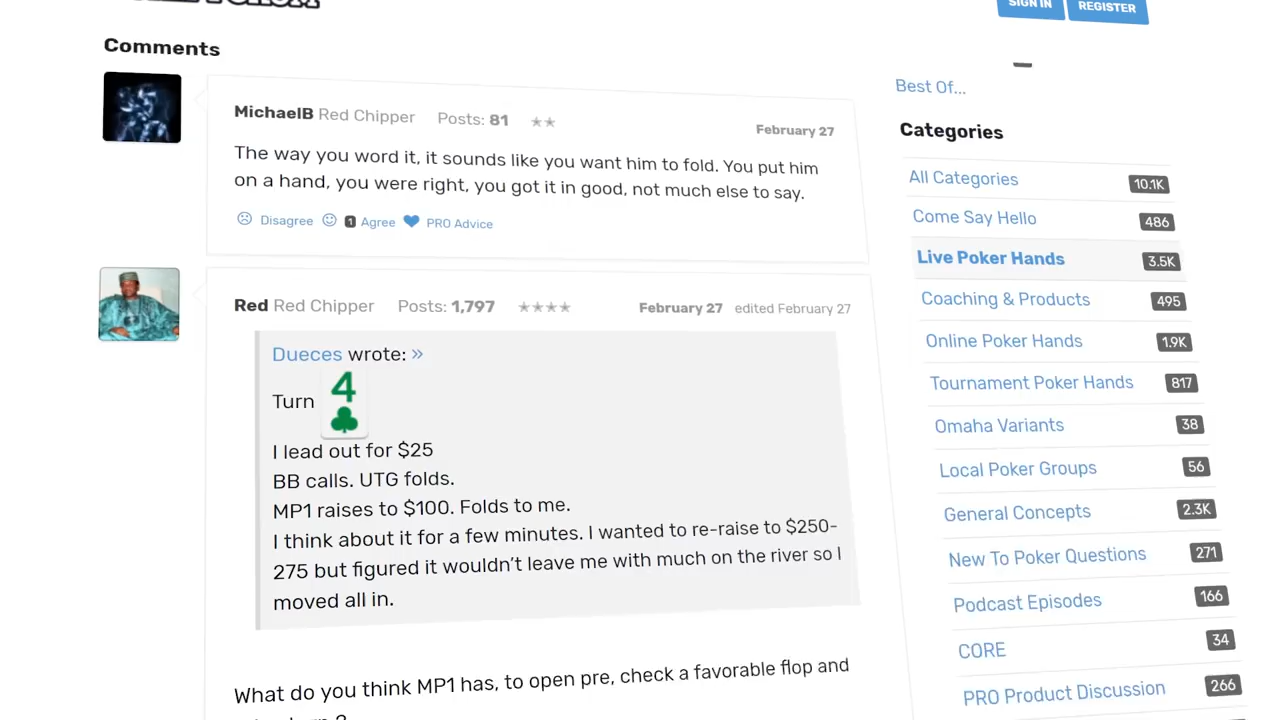 SIGN IN
REGISTER
Comments
MichaelB Red Chipper Posts: 81
February 27
The way you word it, it sounds like you want him to fold. You put him
on a hand, you were right, you got it in good, not much else to say.
Disagree 1 Agree PRO Advice
Red Red Chipper Posts: 1,797
February 27 edited February 27
Dueces wrote: »
Turn 4♣
I lead out for $25
BB calls. UTG folds.
MP1 raises to $100. Folds to me.
I think about it for a few minutes. I wanted to re-raise to $250-
275 but figured it wouldn't leave me with much on the river so I
moved all in.
What do you think MP1 has, to open pre, check a favorable flop and
Best Of...
Categories
All Categories 10.1K
Come Say Hello 486
Live Poker Hands 3.5K
Coaching & Products 495
Online Poker Hands 1.9K
Tournament Poker Hands 817
Omaha Variants 38
Local Poker Groups 56
General Concepts 2.3K
New To Poker Questions 271
Podcast Episodes 166
CORE 34
PRO Product Discussion 266